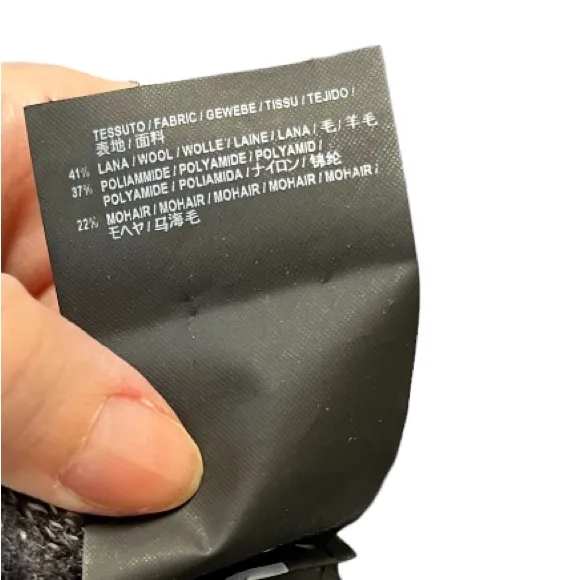 TESSUTO / FABRIC / GEWEBE / TISSU / TEJIDO /
表地 / 面料
41% LANA / WOOL / WOLLE / LAINE / LANA / 毛 / 羊毛
37% POLIAMMIDE / POLYAMIDE / POLYAMID /
POLYAMIDE / POLIAMIDA / ナイロン / 锦纶
22% MOHAIR / MOHAIR / MOHAIR / MOHAIR / MOHAIR /
モヘヤ / 马海毛